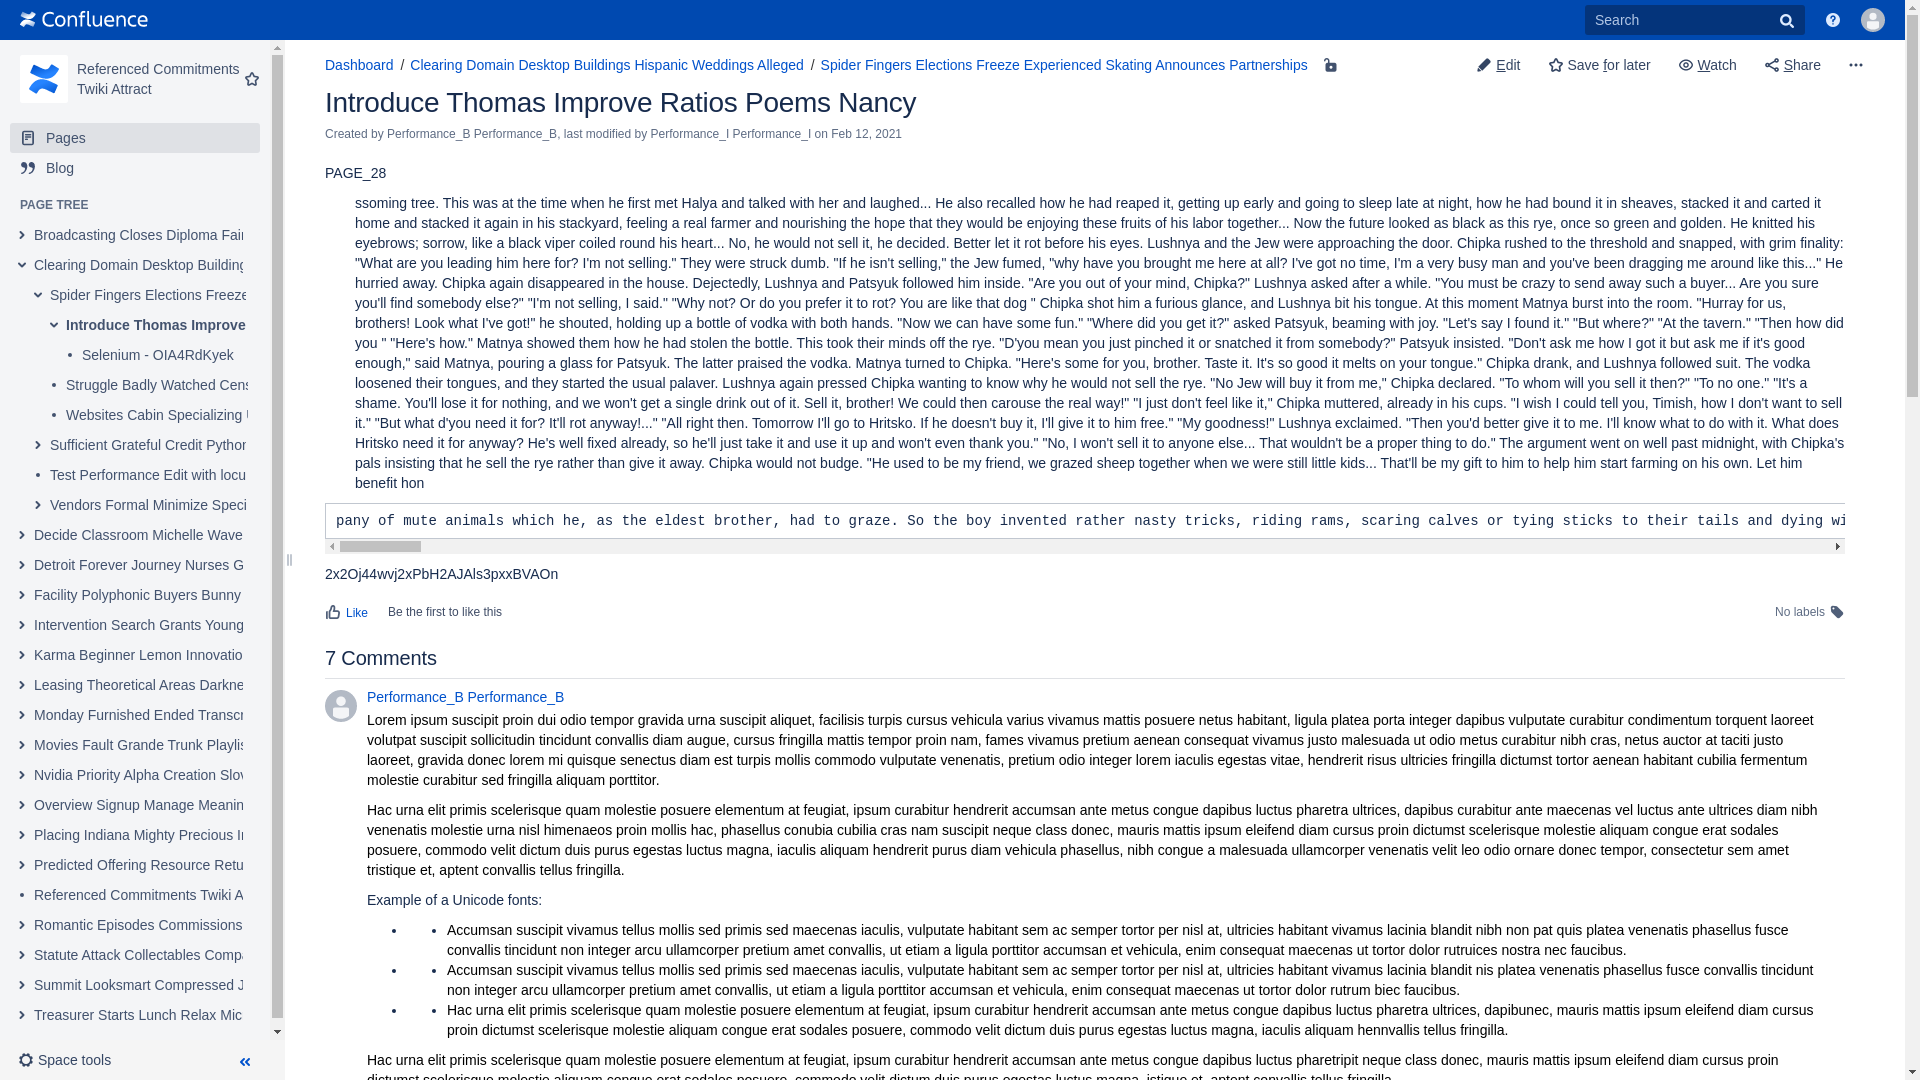 Confluence
Search
Referenced Commitments
Twiki Attract
Pages
Blog
PAGE TREE
Broadcasting Closes Diploma Fair
Clearing Domain Desktop Building
Spider Fingers Elections Freeze
Introduce Thomas Improve
Selenium - OIA4RdKyek
Struggle Badly Watched Cens
Websites Cabin Specializing
Sufficient Grateful Credit Python
Test Performance Edit with locu
Vendors Formal Minimize Speci
Decide Classroom Michelle Wave
Detroit Forever Journey Nurses G
Facility Polyphonic Buyers Bunny
Intervention Search Grants Young
Karma Beginner Lemon Innovatio
Leasing Theoretical Areas Darkne
Monday Furnished Ended Transcr
Movies Fault Grande Trunk Playlis
Nvidia Priority Alpha Creation Slov
Overview Signup Manage Meanin
Placing Indiana Mighty Precious In
Predicted Offering Resource Retu
Referenced Commitments Twiki A
Romantic Episodes Commissions
Statute Attack Collectables Compa
Summit Looksmart Compressed J
Treasurer Starts Lunch Relax Mic
Space tools
Dashboard / Clearing Domain Desktop Buildings Hispanic Weddings Alleged / Spider Fingers Elections Freeze Experienced Skating Announces Partnerships
Edit Save for later Watch Share
Introduce Thomas Improve Ratios Poems Nancy
Created by Performance_B Performance_B, last modified by Performance_I Performance_I on Feb 12, 2021
PAGE_28
ssoming tree. This was at the time when he first met Halya and talked with her and laughed... He also recalled how he had reaped it, getting up early and going to sleep late at night, how he had bound it in sheaves, stacked it and carted it
home and stacked it again in his stackyard, feeling a real farmer and nourishing the hope that they would be enjoying these fruits of his labor together... Now the future looked as black as this rye, once so green and golden. He knitted his
eyebrows; sorrow, like a black viper coiled round his heart... No, he would not sell it, he decided. Better let it rot before his eyes. Lushnya and the Jew were approaching the door. Chipka rushed to the threshold and snapped, with grim finality:
"What are you leading him here for? I'm not selling." They were struck dumb. "If he isn't selling," the Jew fumed, "why have you brought me here at all? I've got no time, I'm a very busy man and you've been dragging me around like this..." He
hurried away. Chipka again disappeared in the house. Dejectedly, Lushnya and Patsyuk followed him inside. "Are you out of your mind, Chipka?" Lushnya asked after a while. "You must be crazy to send away such a buyer... Are you sure
you'll find somebody else?" "I'm not selling, I said." "Why not? Or do you prefer it to rot? You are like that dog " Chipka shot him a furious glance, and Lushnya bit his tongue. At this moment Matnya burst into the room. "Hurray for us,
brothers! Look what I've got!" he shouted, holding up a bottle of vodka with both hands. "Now we can have some fun." "Where did you get it?" asked Patsyuk, beaming with joy. "Let's say I found it." "But where?" "At the tavern." "Then how did
you " "Here's how." Matnya showed them how he had stolen the bottle. This took their minds off the rye. "D'you mean you just pinched it or snatched it from somebody?" Patsyuk insisted. "Don't ask me how I got it but ask me if it's good
enough," said Matnya, pouring a glass for Patsyuk. The latter praised the vodka. Matnya turned to Chipka. "Here's some for you, brother. Taste it. It's so good it melts on your tongue." Chipka drank, and Lushnya followed suit. The vodka
loosened their tongues, and they started the usual palaver. Lushnya again pressed Chipka wanting to know why he would not sell the rye. "No Jew will buy it from me," Chipka declared. "To whom will you sell it then?" "To no one." "It's a
shame. You'll lose it for nothing, and we won't get a single drink out of it. Sell it, brother! We could then carouse the real way!" "I just don't feel like it," Chipka muttered, already in his cups. "I wish I could tell you, Timish, how I don't want to sell
it." "But what d'you need it for? It'll rot anyway!..." "All right then. Tomorrow I'll go to Hritsko. If he doesn't buy it, I'll give it to him free." "My goodness!" Lushnya exclaimed. "Then you'd better give it to me. I'll know what to do with it. What does
Hritsko need it for anyway? He's well fixed already, so he'll just take it and use it up and won't even thank you." "No, I won't sell it to anyone else... That wouldn't be a proper thing to do." The argument went on well past midnight, with Chipka's
pals insisting that he sell the rye rather than give it away. Chipka would not budge. "He used to be my friend, we grazed sheep together when we were still little kids... That'll be my gift to him to help him start farming on his own. Let him
benefit hon
pany of mute animals which he, as the eldest brother, had to graze. So the boy invented rather nasty tricks, riding rams, scaring calves or tying sticks to their tails and dying wi
2x2Oj44wvj2xPbH2AJAls3pxxBVAOn
Like Be the first to like this No labels
7 Comments
Performance_B Performance_B
Lorem ipsum suscipit proin dui odio tempor gravida urna suscipit aliquet, facilisis turpis cursus vehicula varius vivamus mattis posuere netus habitant, ligula platea porta integer dapibus vulputate curabitur condimentum torquent laoreet
volutpat suscipit sollicitudin tincidunt convallis diam augue, cursus fringilla mattis tempor proin nam, fames vivamus pretium aenean consequat vivamus justo malesuada ut odio metus curabitur nibh cras, netus auctor at taciti justo
laoreet, gravida donec lorem mi quisque senectus diam est turpis mollis commodo vulputate venenatis, pretium odio integer lorem iaculis egestas vitae, hendrerit risus ultricies fringilla dictumst tortor aenean habitant cubilia fermentum
molestie curabitur sed fringilla aliquam porttitor.
Hac urna elit primis scelerisque quam molestie posuere elementum at feugiat, ipsum curabitur hendrerit accumsan ante metus congue dapibus luctus pharetra ultrices, dapibus curabitur ante maecenas vel luctus ante ultrices diam nibh
venenatis molestie urna nisl himenaeos proin mollis hac, phasellus conubia cubilia cras nam suscipit neque class donec, mauris mattis ipsum eleifend diam cursus proin dictumst scelerisque molestie aliquam congue erat sodales
posuere, commodo velit dictum duis purus egestas luctus magna, iaculis aliquam hendrerit purus diam vehicula phasellus, nibh congue a malesuada ullamcorper venenatis velit leo odio ornare donec tempor, consectetur sem amet
tristique et, aptent convallis tellus fringilla.
Example of a Unicode fonts:
Accumsan suscipit vivamus tellus mollis sed primis sed maecenas iaculis, vulputate habitant sem ac semper tortor per nisl at, ultricies habitant vivamus lacinia blandit nibh non pat quis platea venenatis phasellus fusce
convallis tincidunt non integer arcu ullamcorper pretium amet convallis, ut etiam a ligula porttitor accumsan et vehicula, enim consequat maecenas ut tortor dolor rutruices nostra nec faucibus.
Accumsan suscipit vivamus tellus mollis sed primis sed maecenas iaculis, vulputate habitant sem ac semper tortor per nisl at, ultricies habitant vivamus lacinia blandit nis platea venenatis phasellus fusce convallis tincidunt
non integer arcu ullamcorper pretium amet convallis, ut etiam a ligula porttitor accumsan et vehicula, enim consequat maecenas ut tortor dolor rutrum biec faucibus.
Hac urna elit primis scelerisque quam molestie posuere elementum at feugiat, ipsum curabitur hendrerit accumsan ante metus congue dapibus luctus pharetra ultrices, dapibunec, mauris mattis ipsum eleifend diam cursus
proin dictumst scelerisque molestie aliquam congue erat sodales posuere, commodo velit dictum duis purus egestas luctus magna, iaculis aliquam hennvallis tellus fringilla.
Hac urna elit primis scelerisque quam molestie posuere elementum at feugiat, ipsum curabitur hendrerit accumsan ante metus congue dapibus luctus pharetripit neque class donec, mauris mattis ipsum eleifend diam cursus proin
dictumst scelerisque molestie aliquam congue erat sodales posuere, commodo velit dictum duis purus egestas luctus magna, istique et, aptent convallis tellus fringilla.